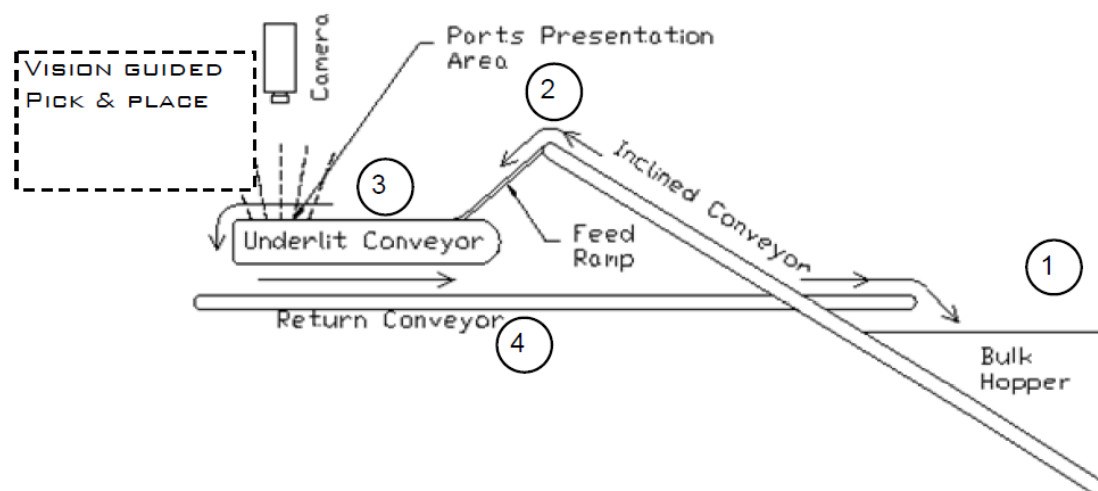 VISION GUIDED
PICK & PLACE
Camera
Parts Presentation
Area
2
Inclined Conveyor
3
Underlit Conveyor
Feed
Ramp
1
Return Conveyor
4
Bulk
Hopper